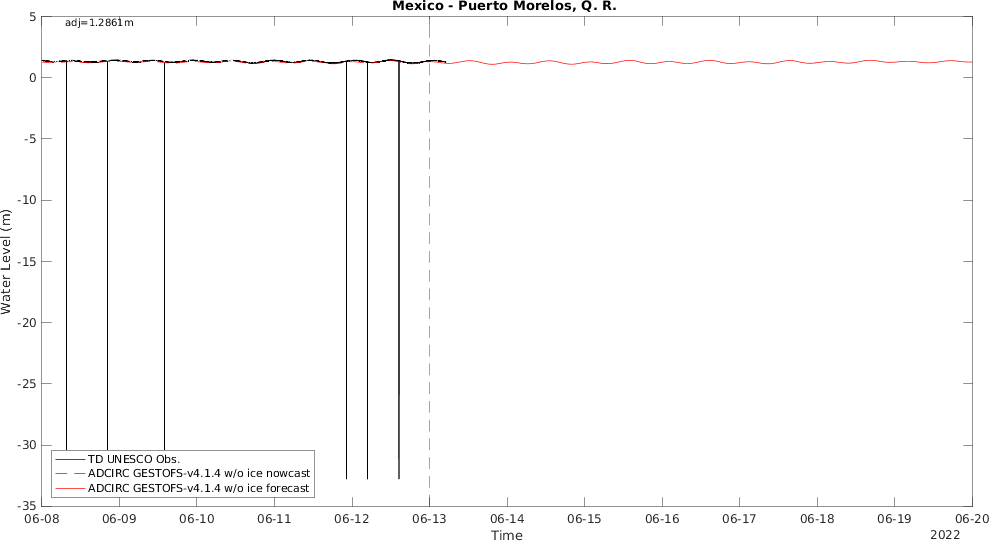 Mexico - Puerto Morelos, Q. R.
adj=1.2861m
5
0
-5
-10
-15
-20
-25
-30
-35
Water Level (m)
TD UNESCO Obs.
ADCIRC GESTOFS-v4.1.4 w/o ice nowcast
ADCIRC GESTOFS-v4.1.4 w/o ice forecast
06-08 06-09 06-10 06-11 06-12 06-13 06-14 06-15 06-16 06-17 06-18 06-19 06-20
Time
2022